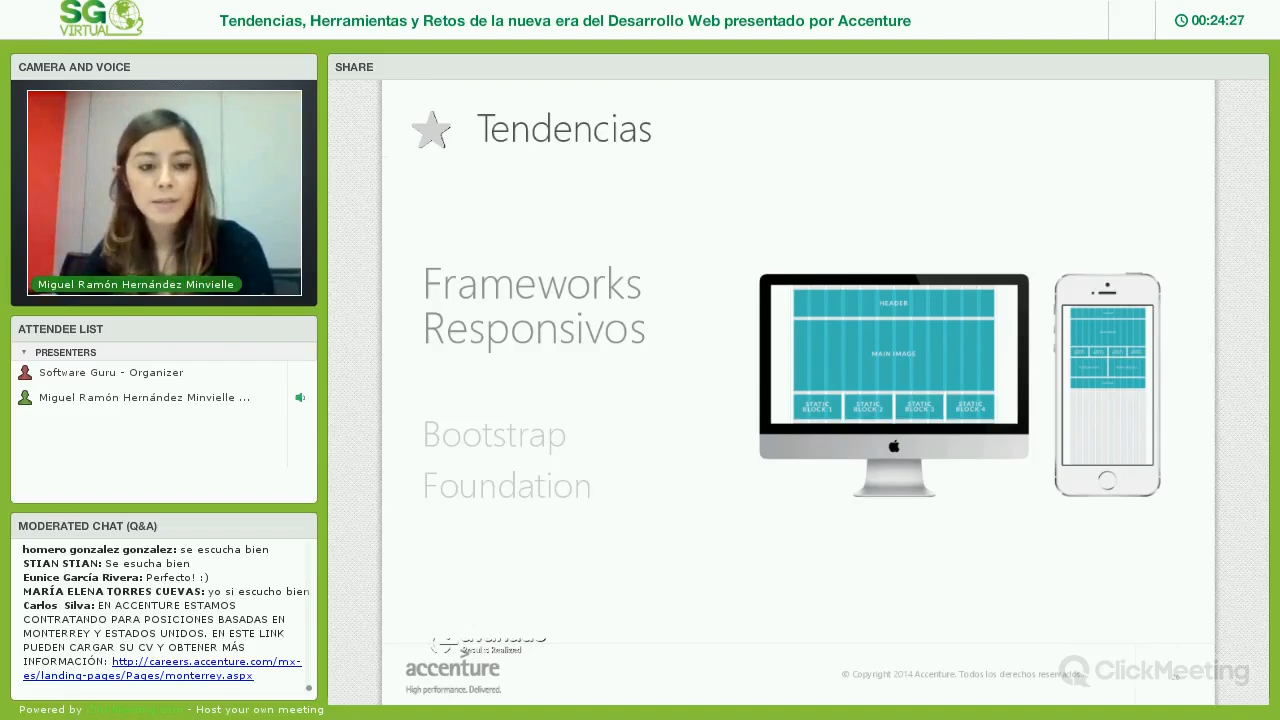 SG
VIRTUAL
Tendencias, Herramientas y Retos de la nueva era del Desarrollo Web presentado por Accenture
00:24:27
CAMERA AND VOICE
Miguel Ramón Hernández Minvielle
ATTENDEE LIST
PRESENTERS
Software Guru - Organizer
Miguel Ramón Hernández Minvielle ...
MODERATED CHAT (Q&A)
homero gonzalez gonzalez: se escucha bien
STIAN STIAN: Se esucha bien
Eunice García Rivera: Perfecto! :)
MARÍA ELENA TORRES CUEVAS: yo si escucho bien
Carlos Silva: EN ACCENTURE ESTAMOS
CONTRATANDO PARA POSICIONES BASADAS EN
MONTERREY Y ESTADOS UNIDOS. EN ESTE LINK
PUEDEN CARGAR SU CV Y OBTENER MÁS
INFORMACIÓN: http://careers.accenture.com/mx-
es/landing-pages/Pages/monterrey.aspx
Powered by ClickMeeting.com - Host your own meeting
SHARE
Tendencias
Frameworks
Responsivos
Bootstrap
Foundation
HEADER
MAIN IMAGE
STATIC BLOCK 1
STATIC BLOCK 2
STATIC BLOCK 3
STATIC BLOCK 4
Results Realized
accenture
High performance. Delivered.
© Copyright 2014 Accenture. Todos los derechos reservados.
ClickMeeting